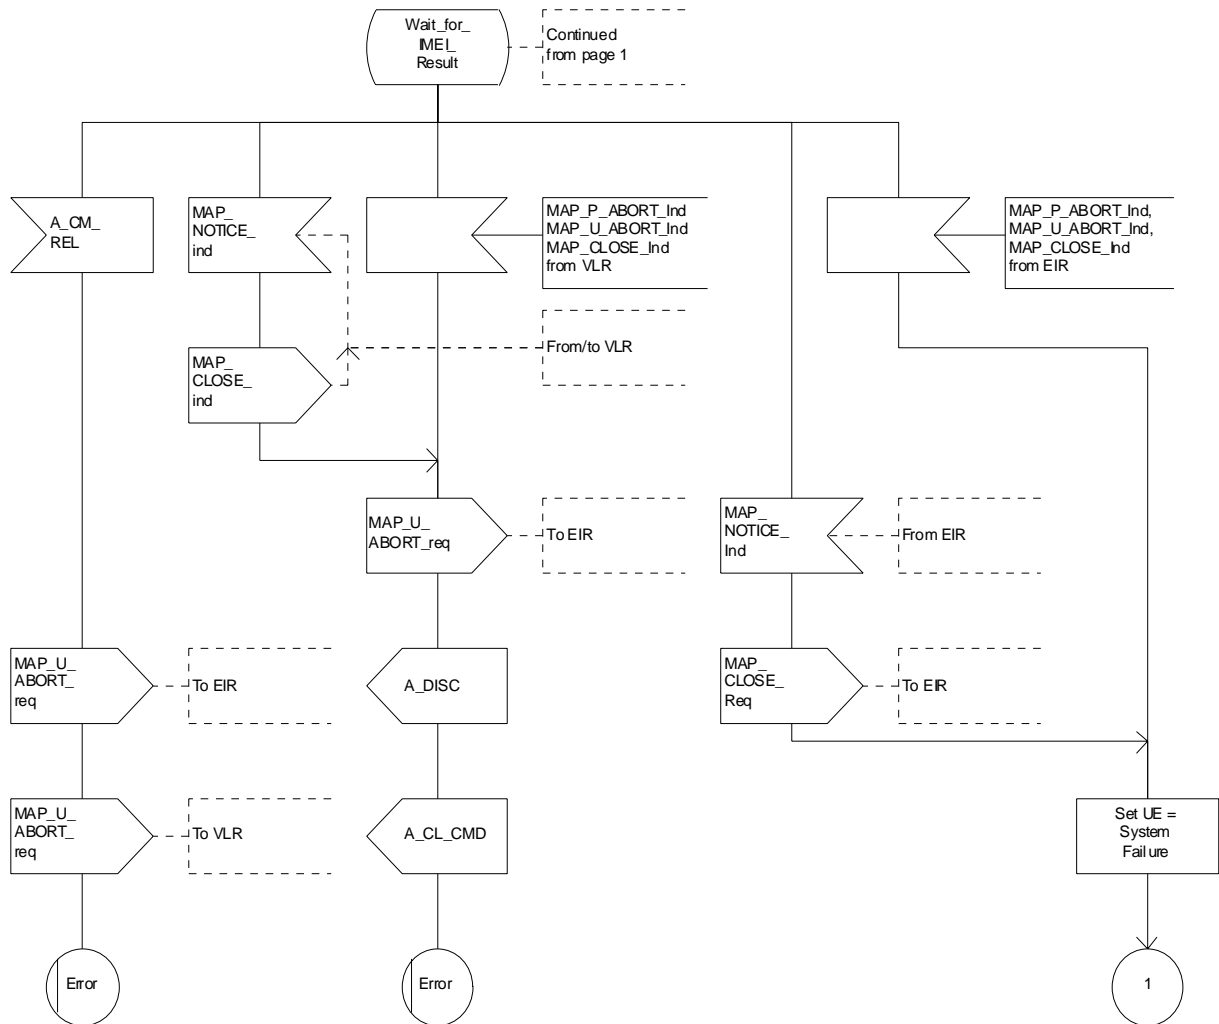 Wait_for_
IMEI_
Result
Continued
from page 1
A_CM_
REL
MAP_
NOTICE_
ind
MAP_P_ABORT_Ind
MAP_U_ABORT_Ind
MAP_CLOSE_Ind
from VLR
MAP_P_ABORT_Ind,
MAP_U_ABORT_Ind,
MAP_CLOSE_Ind
from EIR
MAP_
CLOSE_
ind
From/to VLR
MAP_U_
ABORT_req
To EIR
MAP_
NOTICE_
Ind
From EIR
MAP_U_
ABORT_
req
To EIR
A_DISC
MAP_
CLOSE_
Req
To EIR
MAP_U_
ABORT_
req
To VLR
A_CL_CMD
Set UE =
System
Failure
Error
Error
1